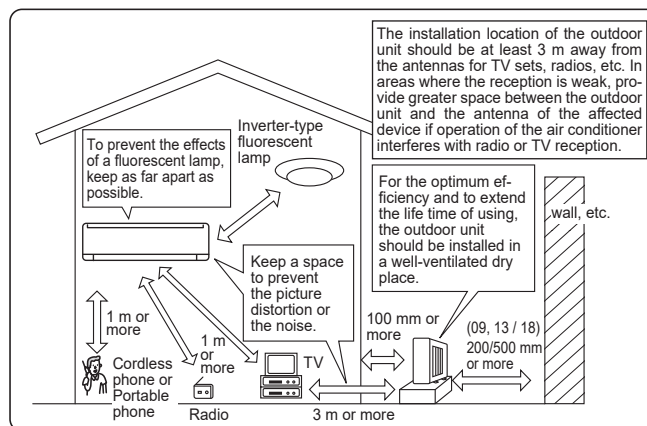 The installation location of the outdoor
unit should be at least 3 m away from
the antennas for TV sets, radios, etc. In
areas where the reception is weak, pro-
vide greater space between the outdoor
unit and the antenna of the affected
device if operation of the air conditioner
interferes with radio or TV reception.
To prevent the effects
of a fluorescent lamp,
keep as far apart as
possible.
Inverter-type
fluorescent
lamp
For the optimum ef-
ficiency and to extend
the life time of using,
the outdoor unit
should be installed in
a well-ventilated dry
place.
wall, etc.
Keep a space
to prevent
the picture
distortion or
the noise.
1 m or
more
Cordless
phone or
Portable
phone
1 m
or
more
Radio
TV
3 m or more
100 mm or
more
(09, 13 / 18)
200/500 mm
or more